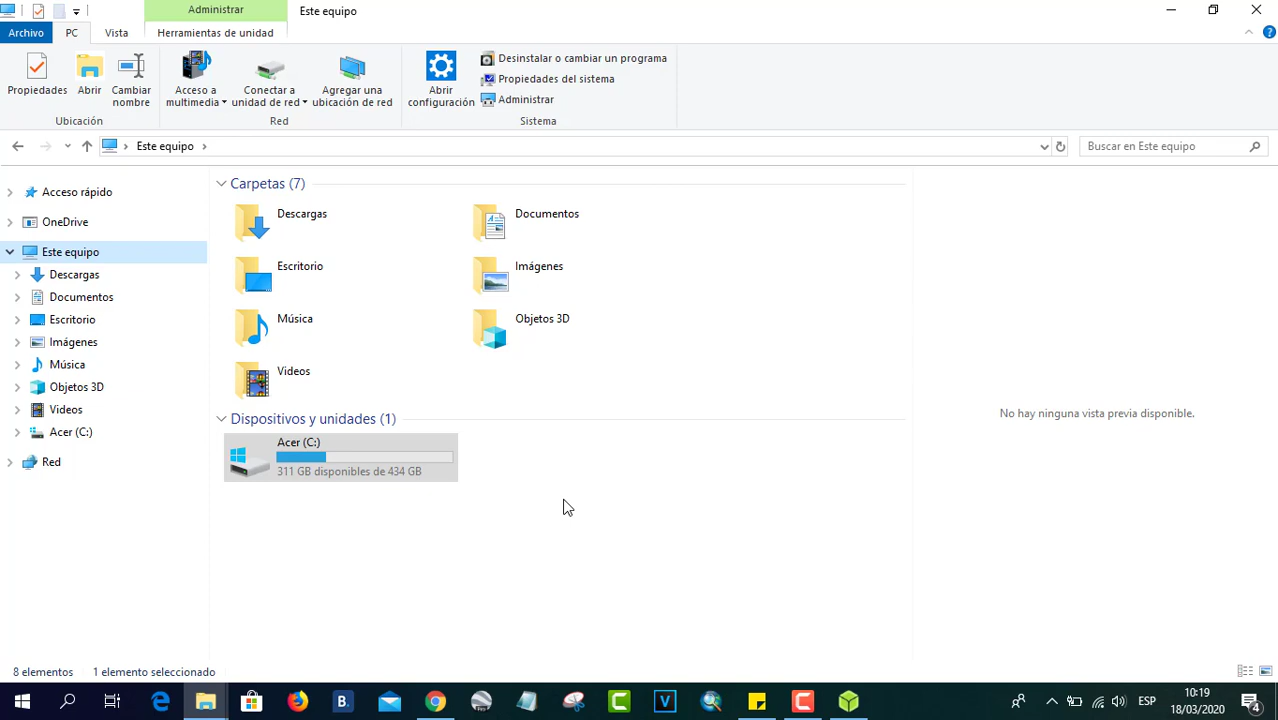 Administrar
Este equipo
Archivo
PC
Vista
Herramientas de unidad
Propiedades
Abrir
Cambiar
nombre
Ubicación
Acceso a
multimedia
Conectar a
unidad de red
Agregar una
ubicación de red
Red
Abrir
configuración
Desinstalar o cambiar un programa
Propiedades del sistema
Administrar
Sistema
Este equipo
Buscar en Este equipo
Acceso rápido
OneDrive
Este equipo
Descargas
Documentos
Escritorio
Imágenes
Música
Objetos 3D
Videos
Acer (C:)
Red
Carpetas (7)
Descargas
Documentos
Escritorio
Imágenes
Música
Objetos 3D
Videos
Dispositivos y unidades (1)
Acer (C:)
311 GB disponibles de 434 GB
No hay ninguna vista previa disponible.
8 elementos
1 elemento seleccionado
B.
V
ESP
10:19
18/03/2020
4